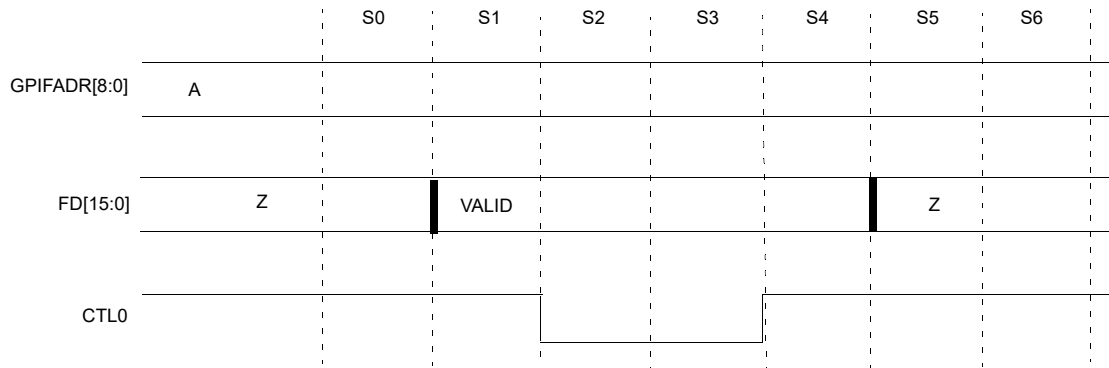 S0 S1 S2 S3 S4 S5 S6
GPIFADR[8:0] A
FD[15:0] Z VALID Z
CTL0